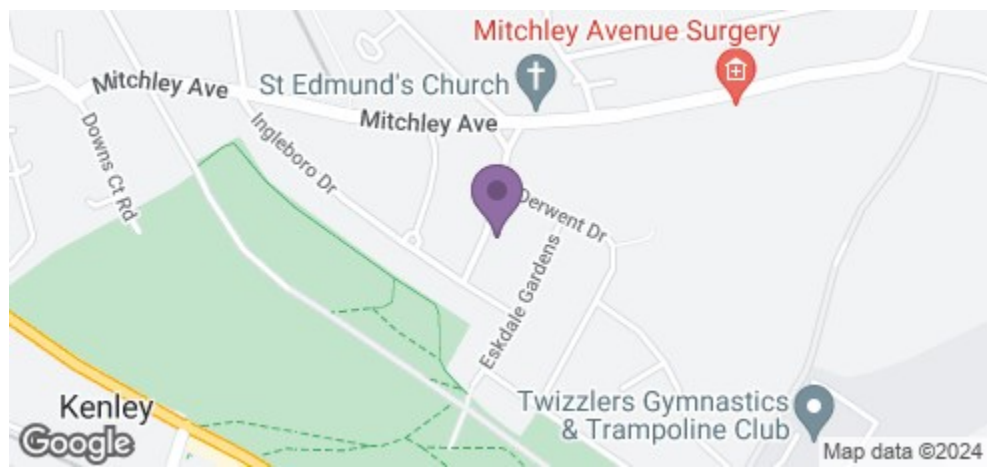 Mitchley Avenue Surgery
St Edmund's Church
Mitchley Ave
Mitchley Ave
Ingleboro Dr
Downs Ct Rd
Derwent Dr
Eskdale Gardens
Kenley
Twizzlers Gymnastics
& Trampoline Club
Google
Map data ©2024